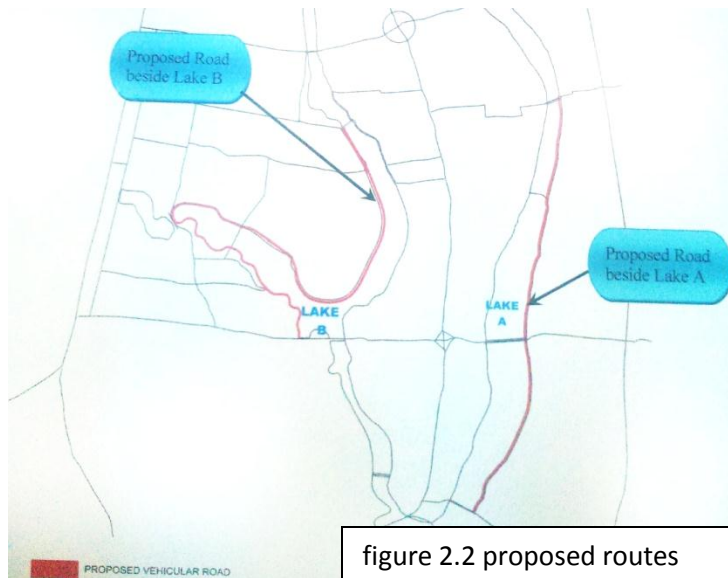 Proposed Road
beside Lake B
Proposed Road
beside Lake A
LAKE
A
LAKE
B
PROPOSED VEHICULAR ROAD
figure 2.2 proposed routes